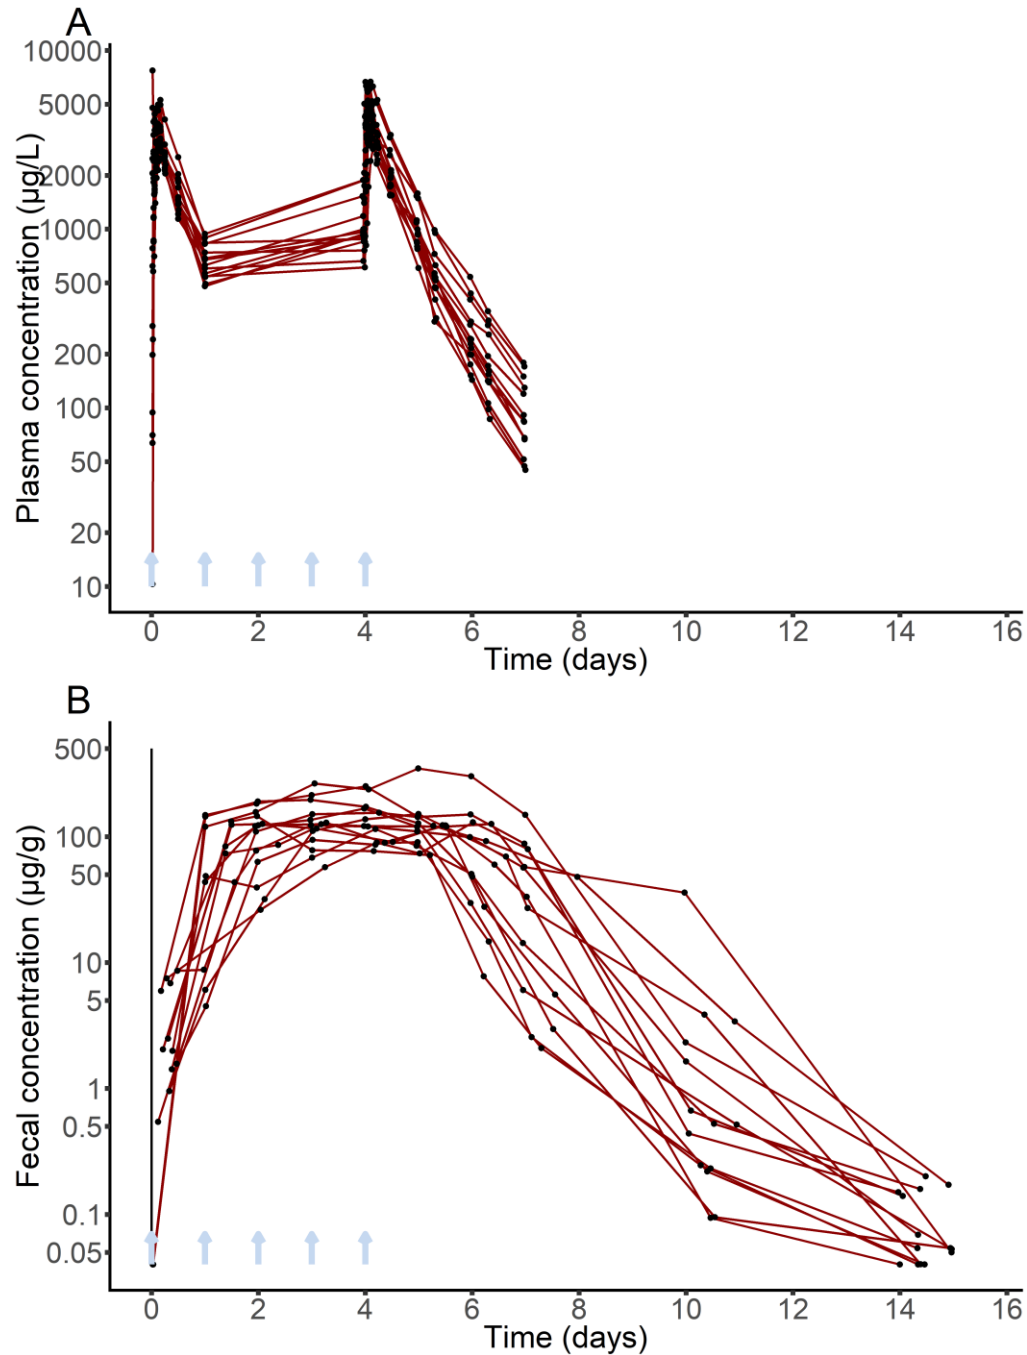 A
10000
5000
2000
1000
500
200
100
50
20
10
Plasma concentration (µg/L)
0 2 4 6 8 10 12 14 16
Time (days)
B
500
100
50
10
5
1
0.5
0.1
0.05
Fecal concentration (µg/g)
0 2 4 6 8 10 12 14 16
Time (days)